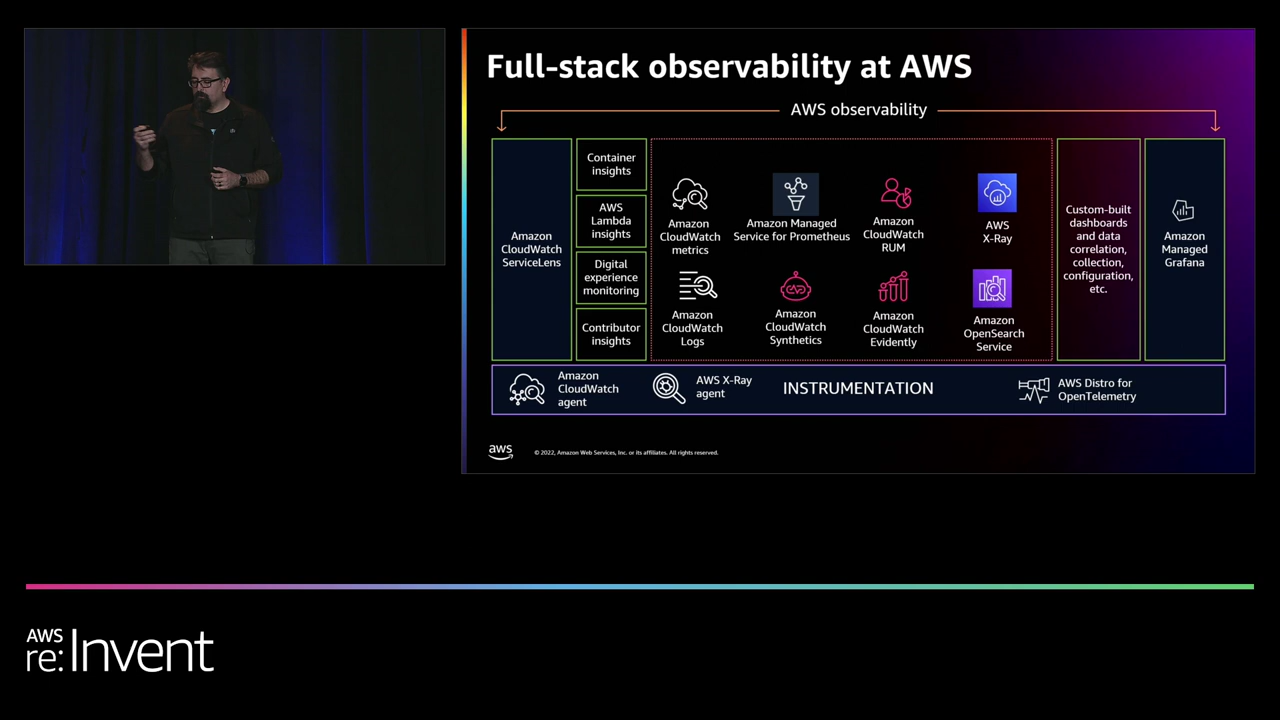 Full-stack observability at AWS
AWS observability
Amazon
CloudWatch
ServiceLens
Container
insights
AWS
Lambda
insights
Digital
experience
monitoring
Contributor
insights
Amazon
CloudWatch
metrics
Amazon Managed
Service for Prometheus
Amazon
CloudWatch
RUM
AWS
X-Ray
Amazon
CloudWatch
Logs
Amazon
CloudWatch
Synthetics
Amazon
CloudWatch
Evidently
Amazon
OpenSearch
Service
Custom-built
dashboards
and data
correlation,
collection,
configuration,
etc.
Amazon
Managed
Grafana
Amazon
CloudWatch
agent
AWS X-Ray
agent
INSTRUMENTATION
AWS Distro for
OpenTelemetry
aws
© 2022, Amazon Web Services, Inc. or its affiliates. All rights reserved.
AWS
re:Invent